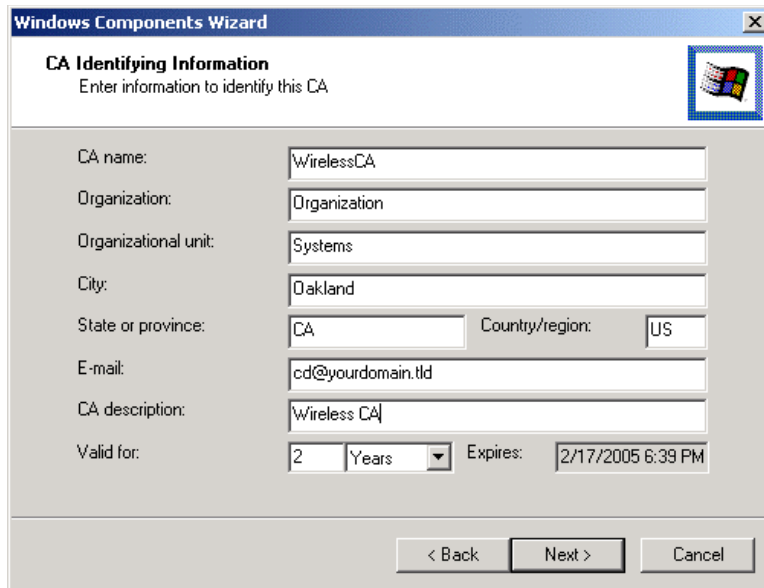 Windows Components Wizard
CA Identifying Information
Enter information to identify this CA
CA name: WirelessCA
Organization: Organization
Organizational unit: Systems
City: Oakland
State or province: CA Country/region: US
E-mail: cd@yourdomain.tld
CA description: Wireless CA
Valid for: 2 Years Expires: 2/17/2005 6:39 PM
< Back Next > Cancel